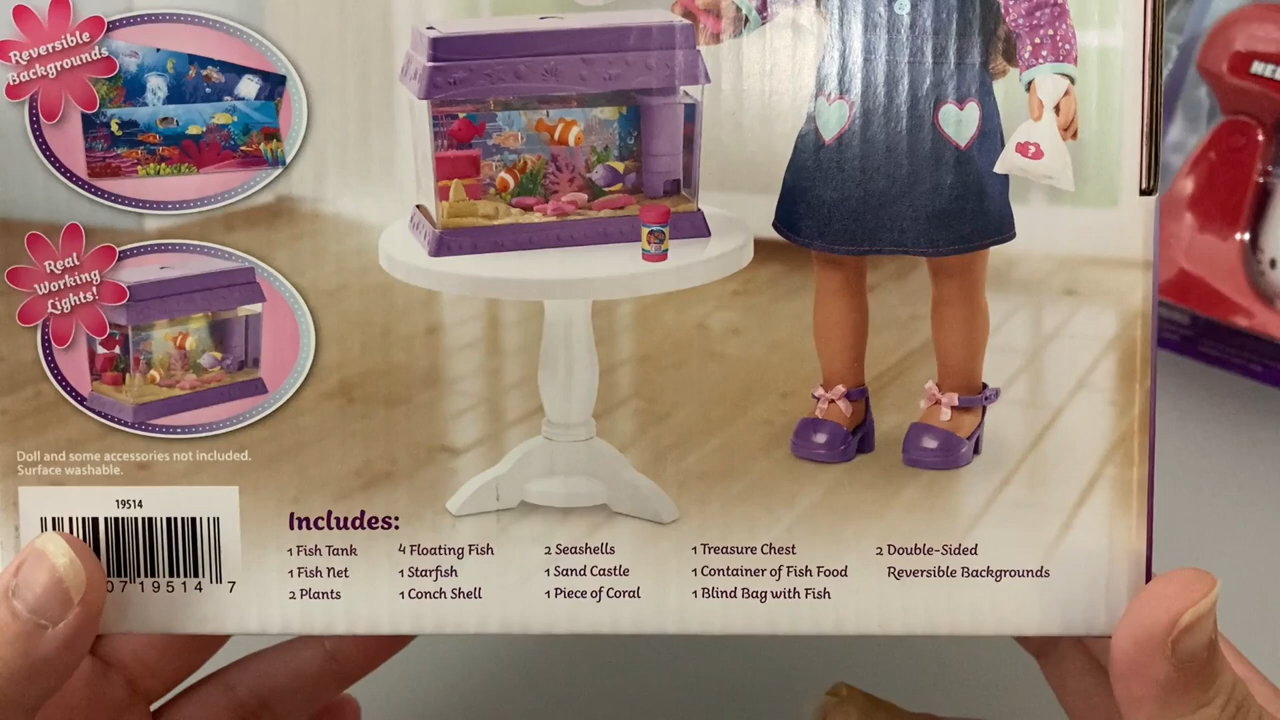 Reversible
Backgrounds
Real
Working
Lights!
Doll and some accessories not included.
Surface washable.
19514
07 19514 7
Includes:
1 Fish Tank
1 Fish Net
2 Plants
4 Floating Fish
1 Starfish
1 Conch Shell
2 Seashells
1 Sand Castle
1 Piece of Coral
1 Treasure Chest
1 Container of Fish Food
1 Blind Bag with Fish
2 Double-Sided
Reversible Backgrounds
?